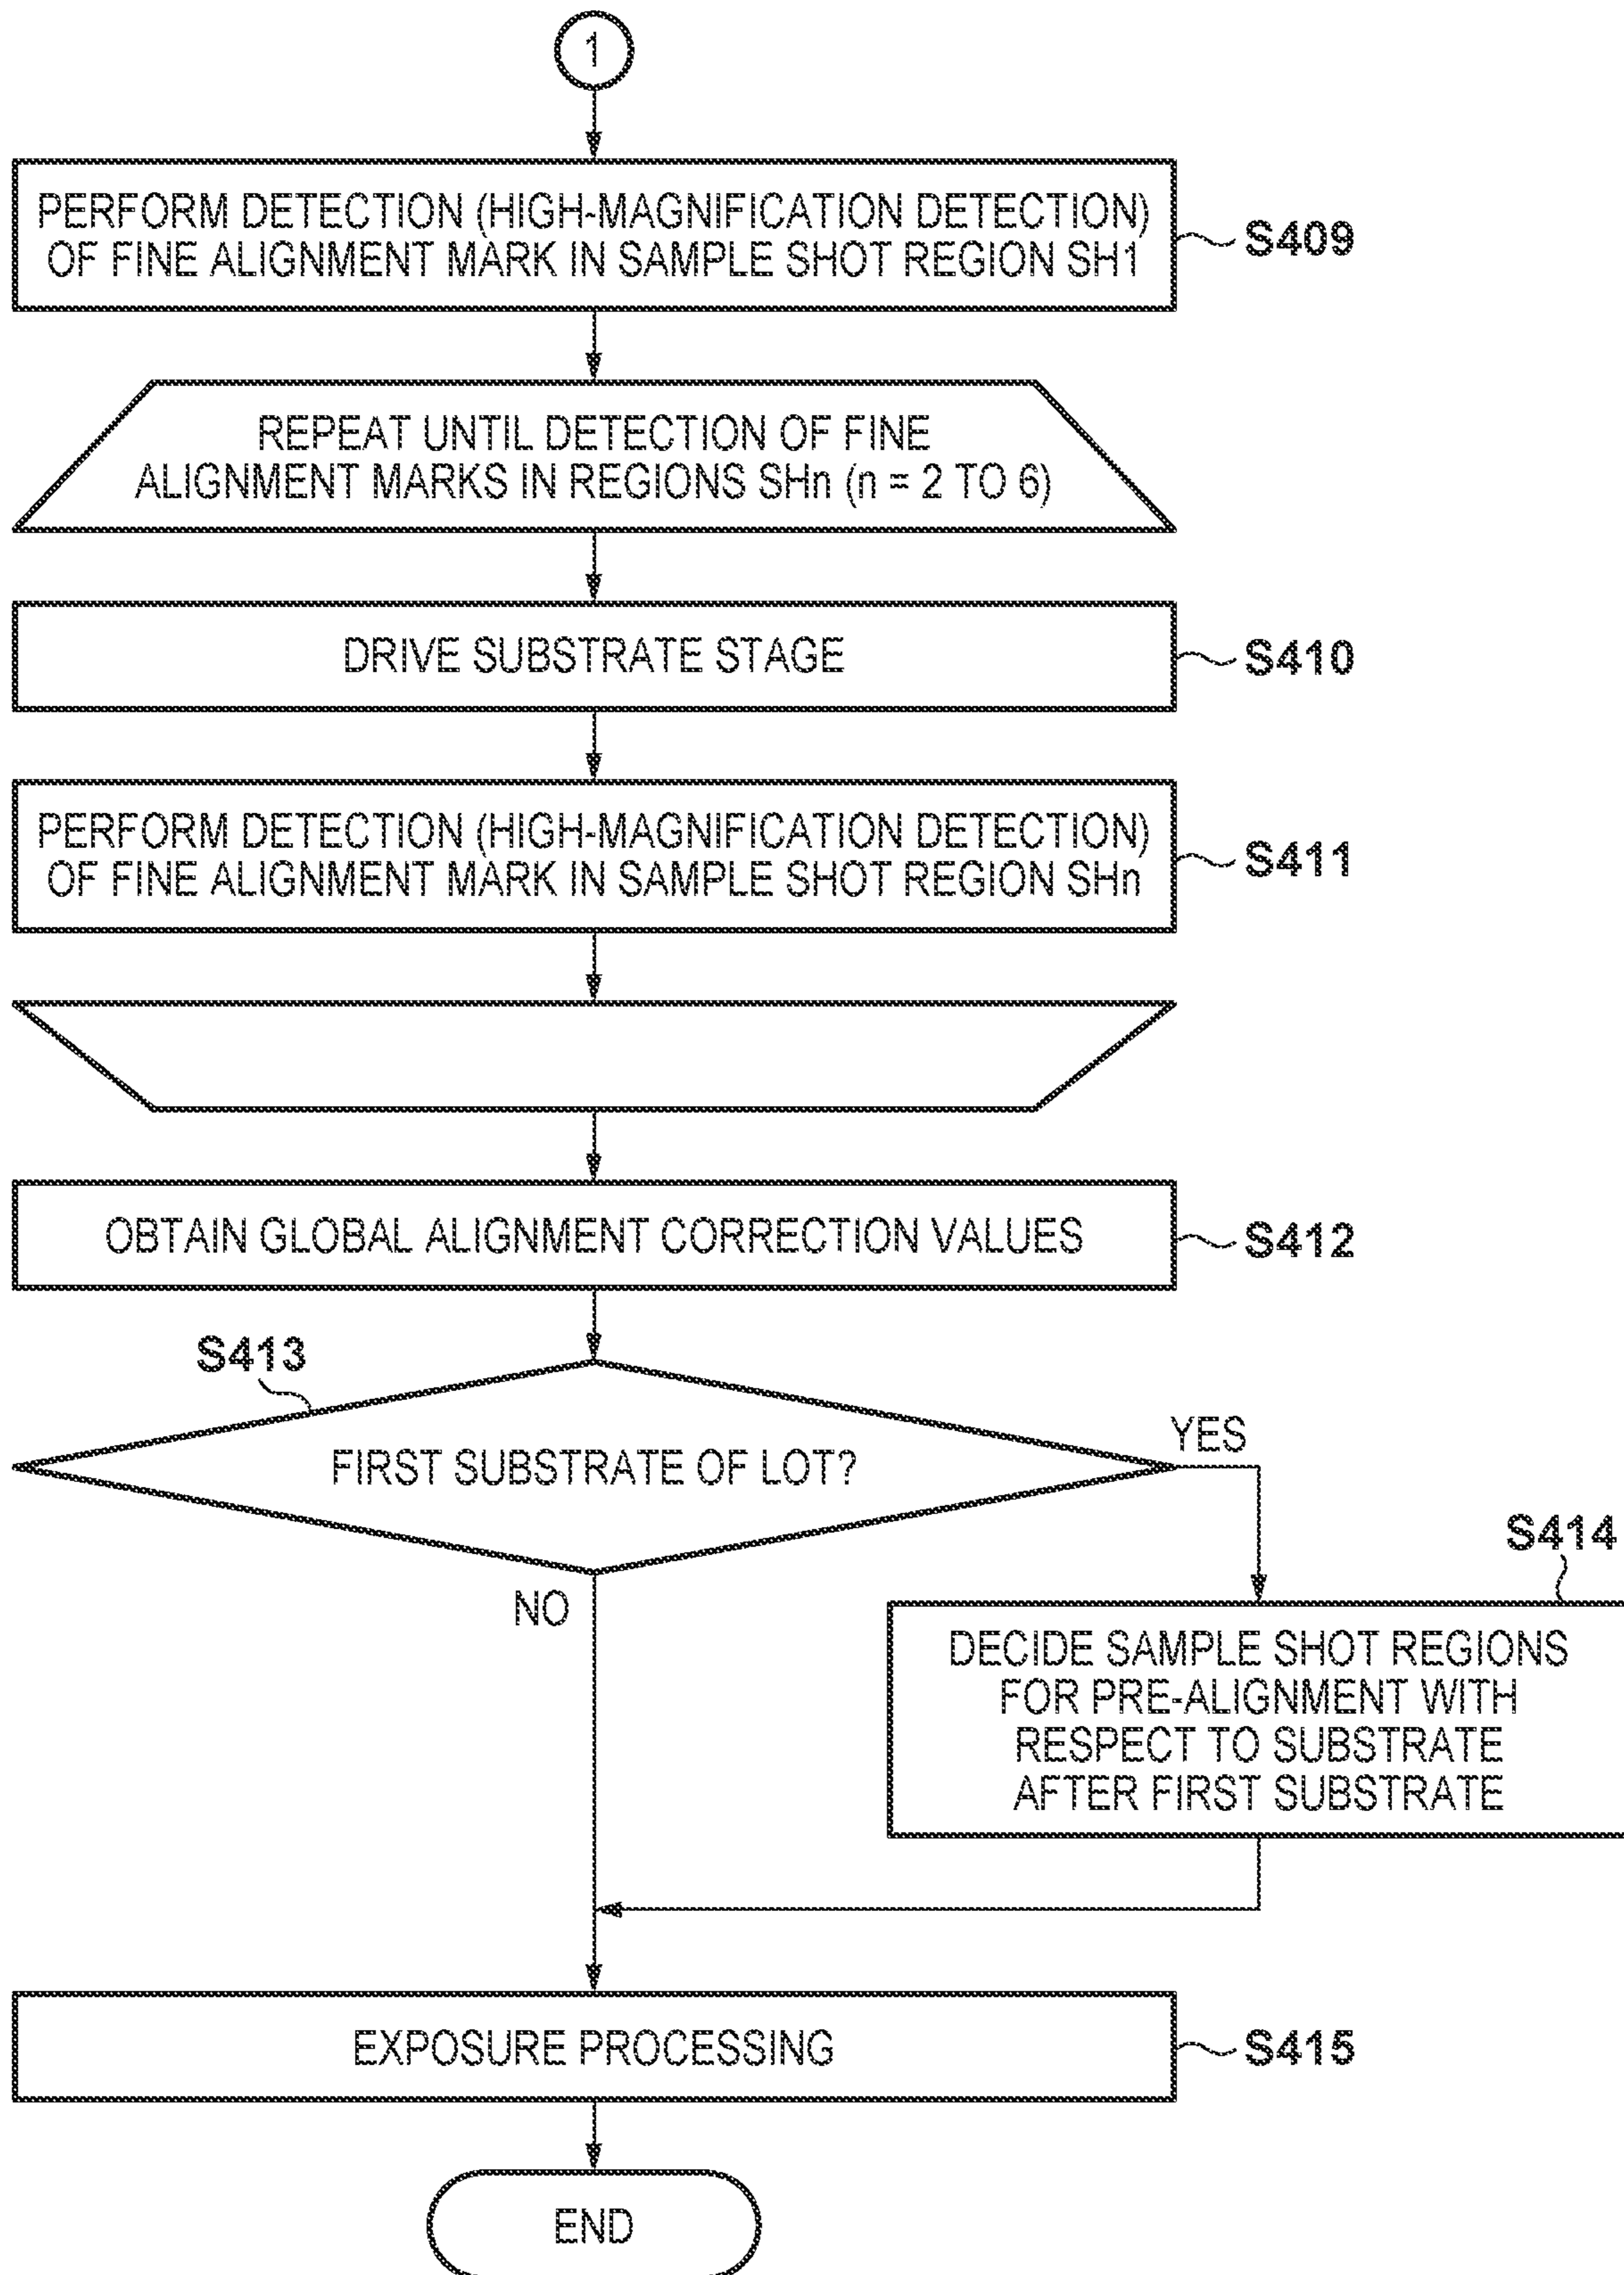 1
PERFORM DETECTION (HIGH-MAGNIFICATION DETECTION)
OF FINE ALIGNMENT MARK IN SAMPLE SHOT REGION SH1
S409
REPEAT UNTIL DETECTION OF FINE
ALIGNMENT MARKS IN REGIONS SHn (n = 2 TO 6)
DRIVE SUBSTRATE STAGE
S410
PERFORM DETECTION (HIGH-MAGNIFICATION DETECTION)
OF FINE ALIGNMENT MARK IN SAMPLE SHOT REGION SHn
S411
OBTAIN GLOBAL ALIGNMENT CORRECTION VALUES
S412
S413
FIRST SUBSTRATE OF LOT?
YES
NO
S414
DECIDE SAMPLE SHOT REGIONS
FOR PRE-ALIGNMENT WITH
RESPECT TO SUBSTRATE
AFTER FIRST SUBSTRATE
EXPOSURE PROCESSING
S415
END